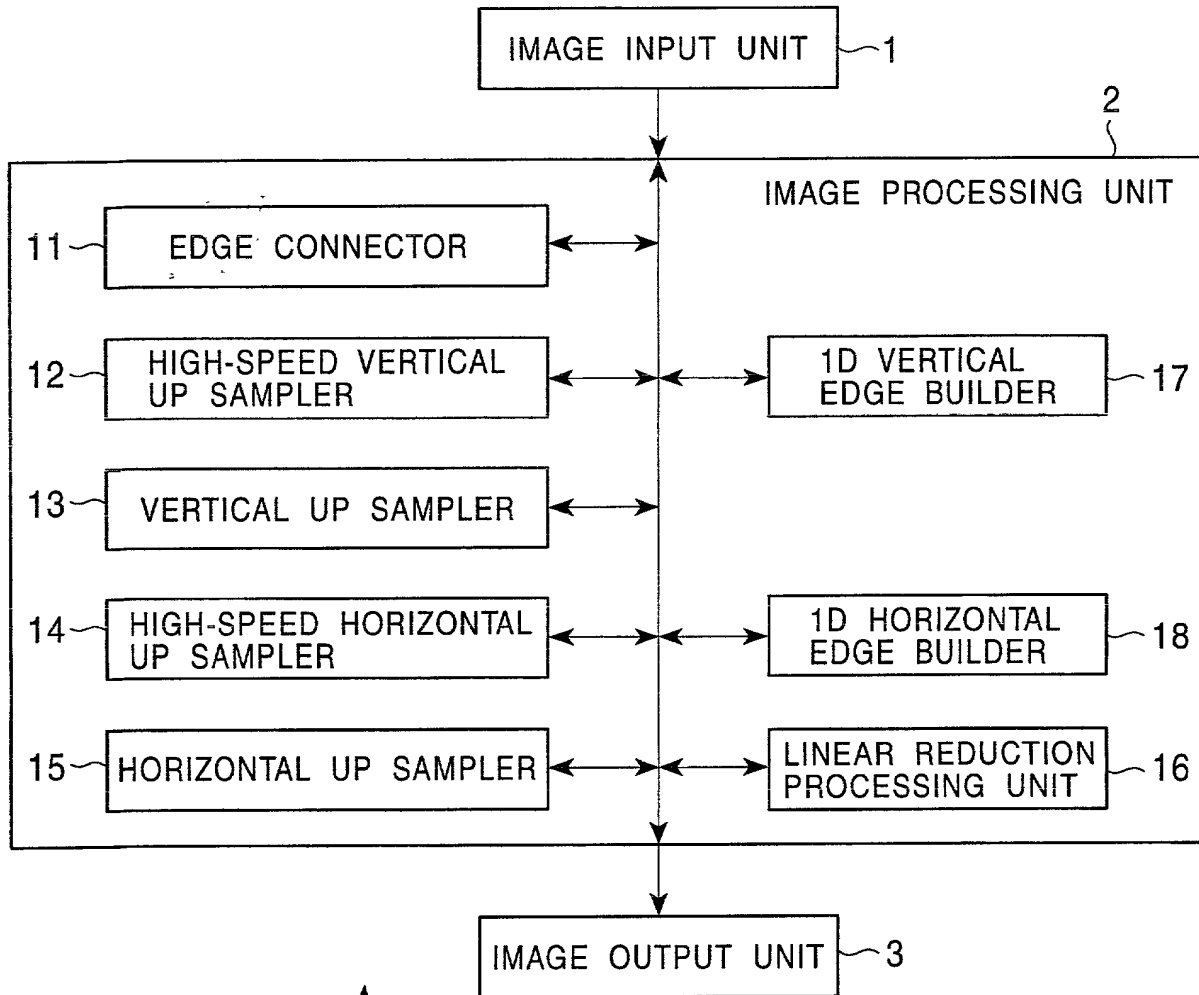 IMAGE INPUT UNIT
1
2
IMAGE PROCESSING UNIT
11
EDGE CONNECTOR
12
HIGH-SPEED VERTICAL
UP SAMPLER
1D VERTICAL
EDGE BUILDER
17
13
VERTICAL UP SAMPLER
14
HIGH-SPEED HORIZONTAL
UP SAMPLER
1D HORIZONTAL
EDGE BUILDER
18
15
HORIZONTAL UP SAMPLER
LINEAR REDUCTION
PROCESSING UNIT
16
IMAGE OUTPUT UNIT
3